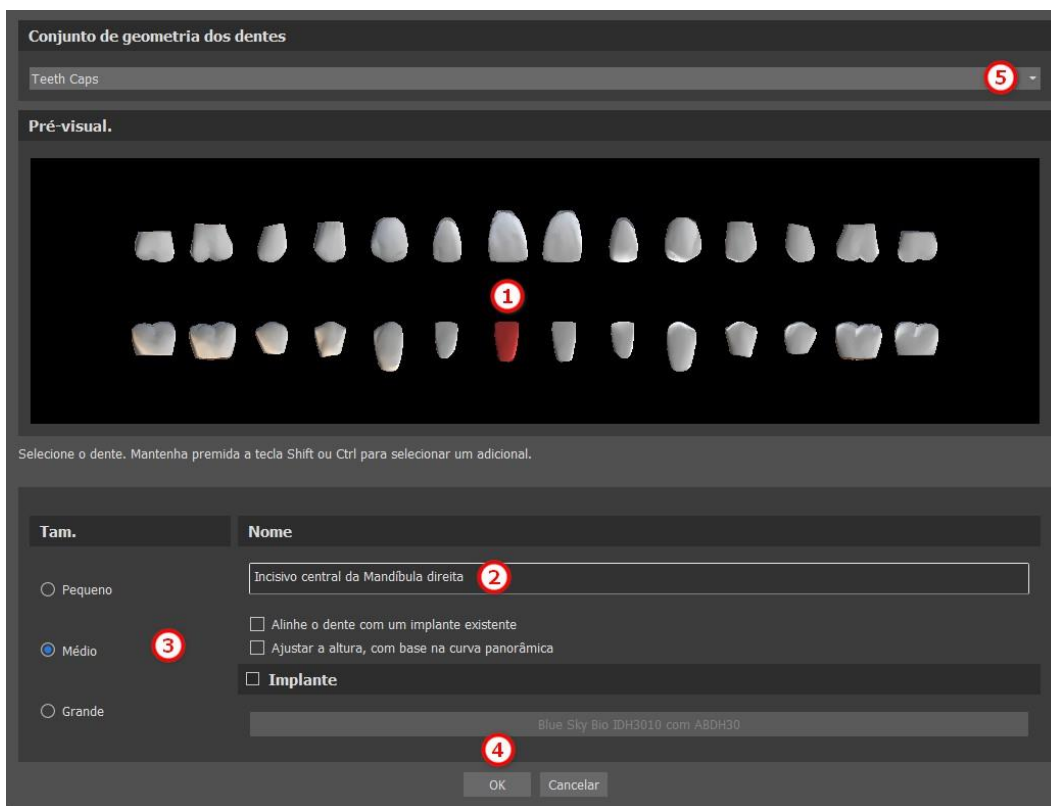 Conjunto de geometria dos dentes
Teeth Caps
5
Pré-visual.
1
Selecione o dente. Mantenha premida a tecla Shift ou Ctrl para selecionar um adicional.
Tam.
Nome
Incisivo central da Mandíbula direita
2
Pequeno
Alinhe o dente com um implante existente
Médio
3
Ajustar a altura, com base na curva panorâmica
Implante
Grande
Blue Sky Bio IDH3010 com ABDH30
4
OK
Cancelar